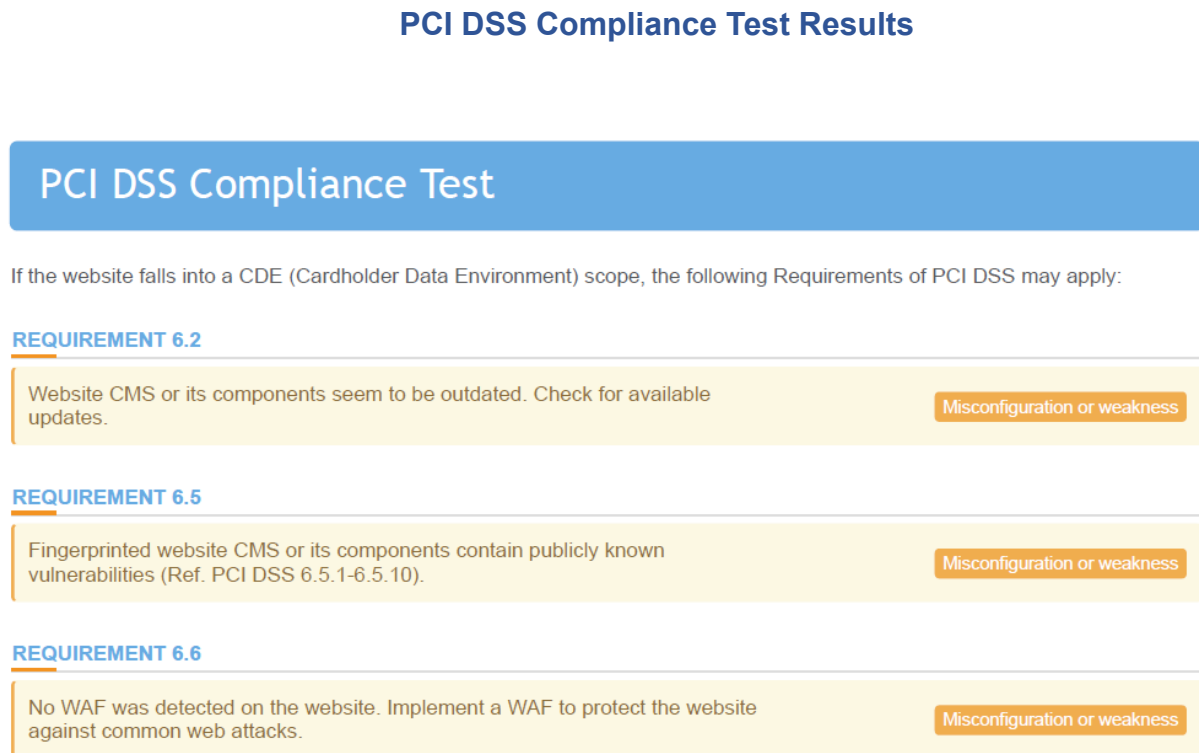 PCI DSS Compliance Test Results
PCI DSS Compliance Test
If the website falls into a CDE (Cardholder Data Environment) scope, the following Requirements of PCI DSS may apply:
REQUIREMENT 6.2
Website CMS or its components seem to be outdated. Check for available
updates.
Misconfiguration or weakness
REQUIREMENT 6.5
Fingerprinted website CMS or its components contain publicly known
vulnerabilities (Ref. PCI DSS 6.5.1-6.5.10).
Misconfiguration or weakness
REQUIREMENT 6.6
No WAF was detected on the website. Implement a WAF to protect the website
against common web attacks.
Misconfiguration or weakness